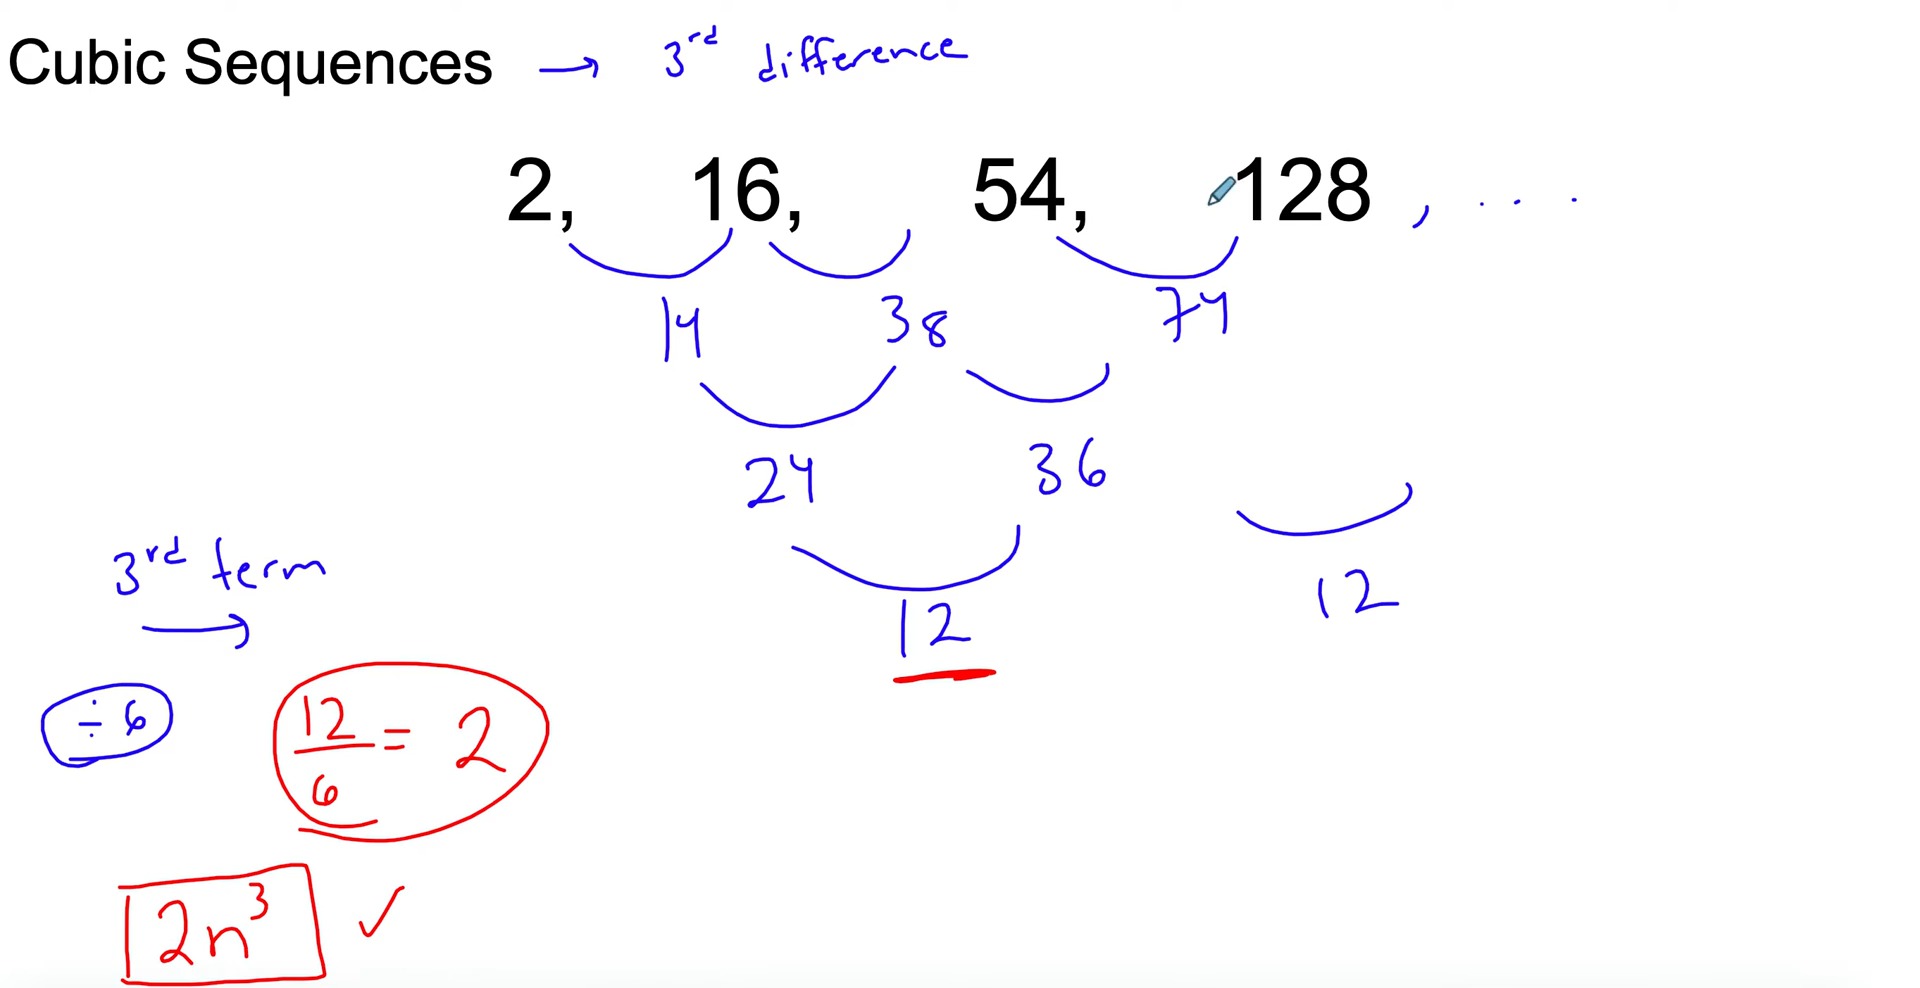 Cubic Sequences → 3rd difference
2, 16, 54, 128 , ....
14 38 74
24 36
3rd term →
12 12
÷ 6
12/6 = 2
2n³ ✓